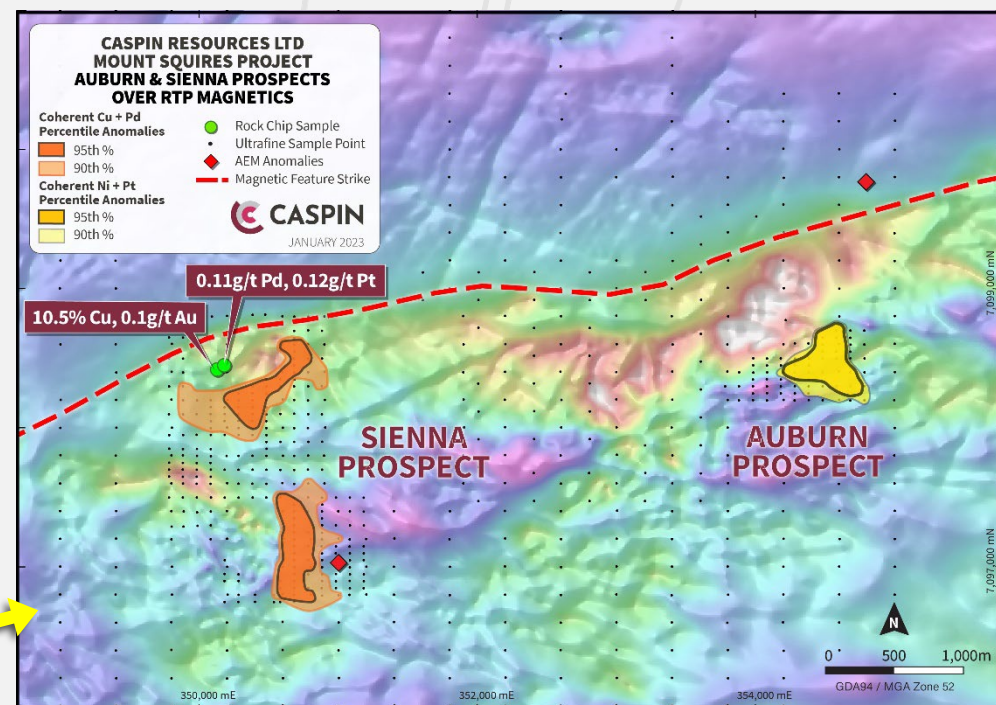 CASPIN RESOURCES LTD
MOUNT SQUIRES PROJECT
AUBURN & SIENNA PROSPECTS
OVER RTP MAGNETICS
Coherent Cu + Pd
Percentile Anomalies
95th %
90th %
Coherent Ni + Pt
Percentile Anomalies
95th %
90th %
Rock Chip Sample
Ultrafine Sample Point
AEM Anomalies
Magnetic Feature Strike
CASPIN
JANUARY 2023
0.11g/t Pd, 0.12g/t Pt
10.5% Cu, 0.1g/t Au
SIENNA
PROSPECT
AUBURN
PROSPECT
7,099,000 mN
7,097,000 mN
N
0 500 1,000m
GDA94 / MGA Zone 52
350,000 mE
352,000 mE
354,000 mE